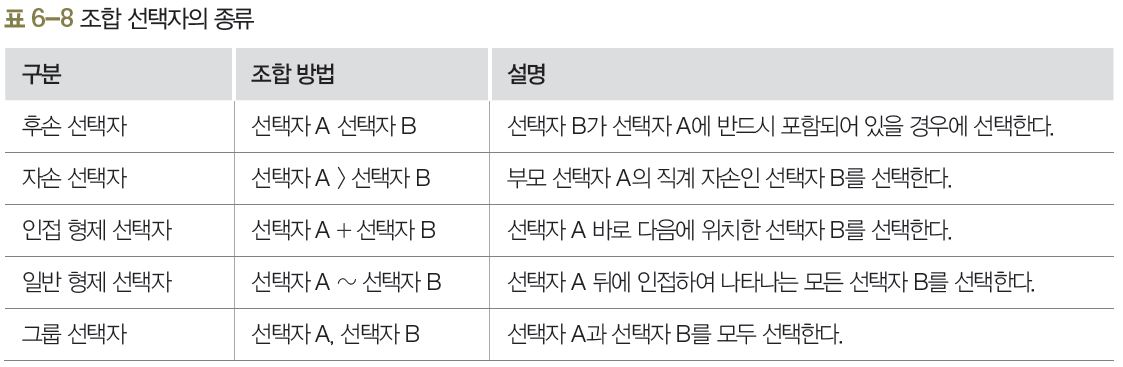 표 6-8 조합 선택자의 종류
구분 조합 방법 설명
후손 선택자 선택자 A 선택자 B 선택자 B가 선택자 A에 반드시 포함되어 있을 경우에 선택한다.
자손 선택자 선택자 A > 선택자 B 부모 선택자 A의 직계 자손인 선택자 B를 선택한다.
인접 형제 선택자 선택자 A + 선택자 B 선택자 A 바로 다음에 위치한 선택자 B를 선택한다.
일반 형제 선택자 선택자 A ~ 선택자 B 선택자 A 뒤에 인접하여 나타나는 모든 선택자 B를 선택한다.
그룹 선택자 선택자 A, 선택자 B 선택자 A과 선택자 B를 모두 선택한다.